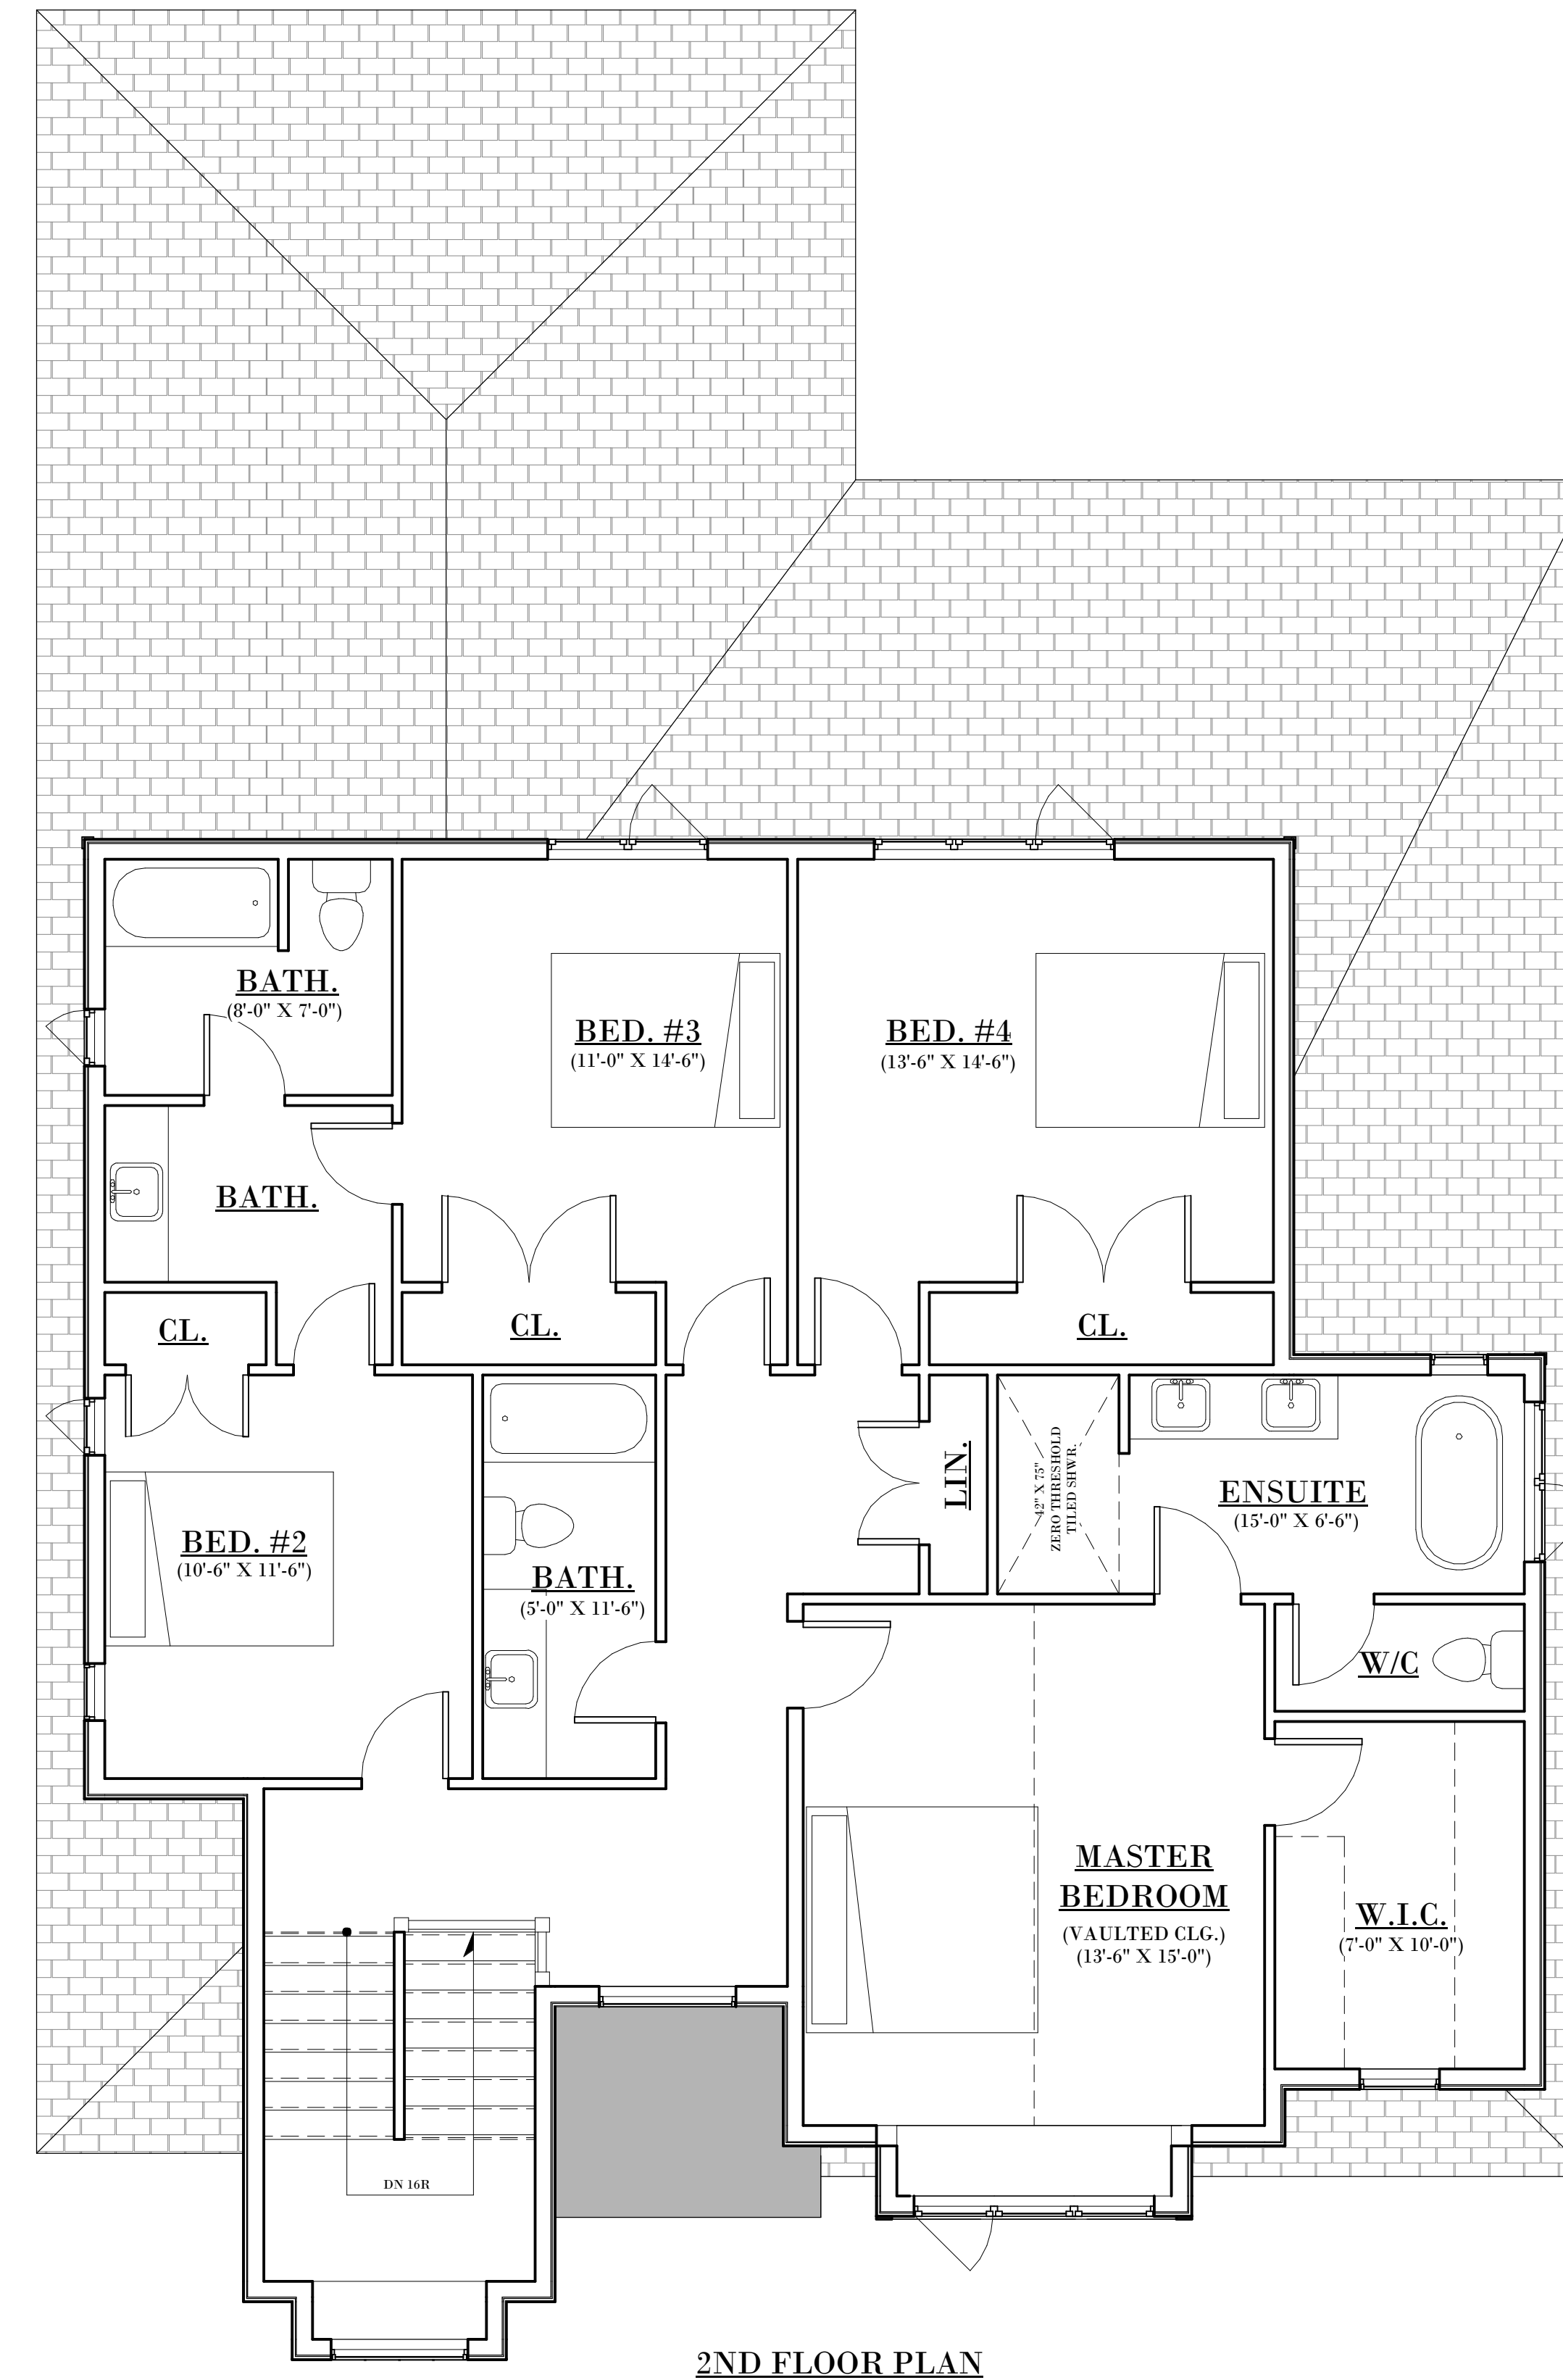 BATH.
(8'-0" X 7'-0")
BED. #3
(11'-0" X 14'-6")
BED. #4
(13'-6" X 14'-6")
BATH.
CL.
CL.
CL.
LIN.
42" X 75"
ZERO THRESHOLD
TILED SHWR.
ENSUITE
(15'-0" X 6'-6")
BED. #2
(10'-6" X 11'-6")
BATH.
(5'-0" X 11'-6")
W/C
MASTER
BEDROOM
(VAULTED CLG.)
(13'-6" X 15'-0")
W.I.C.
(7'-0" X 10'-0")
DN 16R
2ND FLOOR PLAN